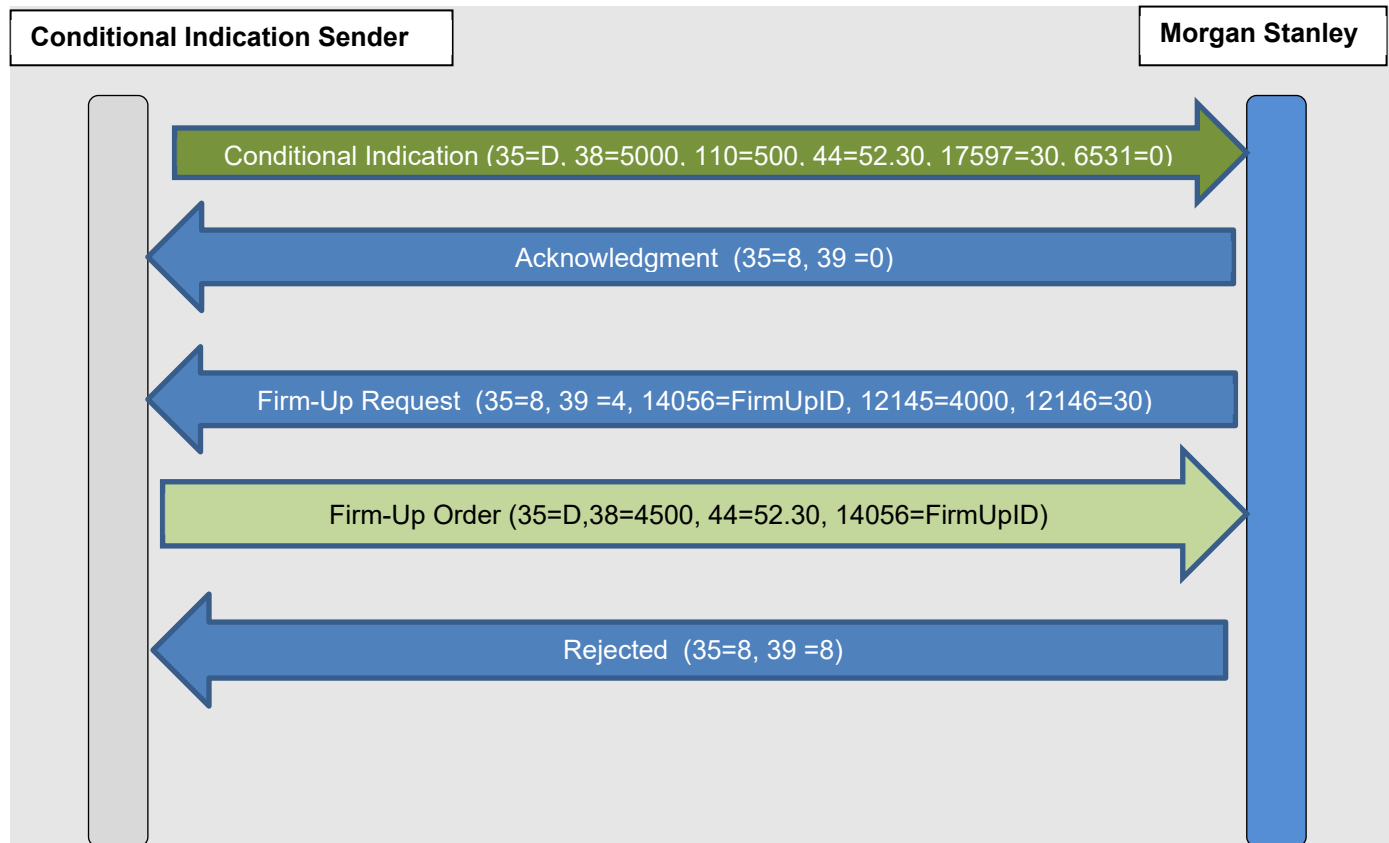 Conditional Indication Sender
Morgan Stanley
Conditional Indication (35=D, 38=5000, 110=500, 44=52.30, 17597=30, 6531=0)
Acknowledgment  (35=8, 39 =0)
Firm-Up Request  (35=8, 39 =4, 14056=FirmUpID, 12145=4000, 12146=30)
Firm-Up Order (35=D,38=4500, 44=52.30, 14056=FirmUpID)
Rejected  (35=8, 39 =8)